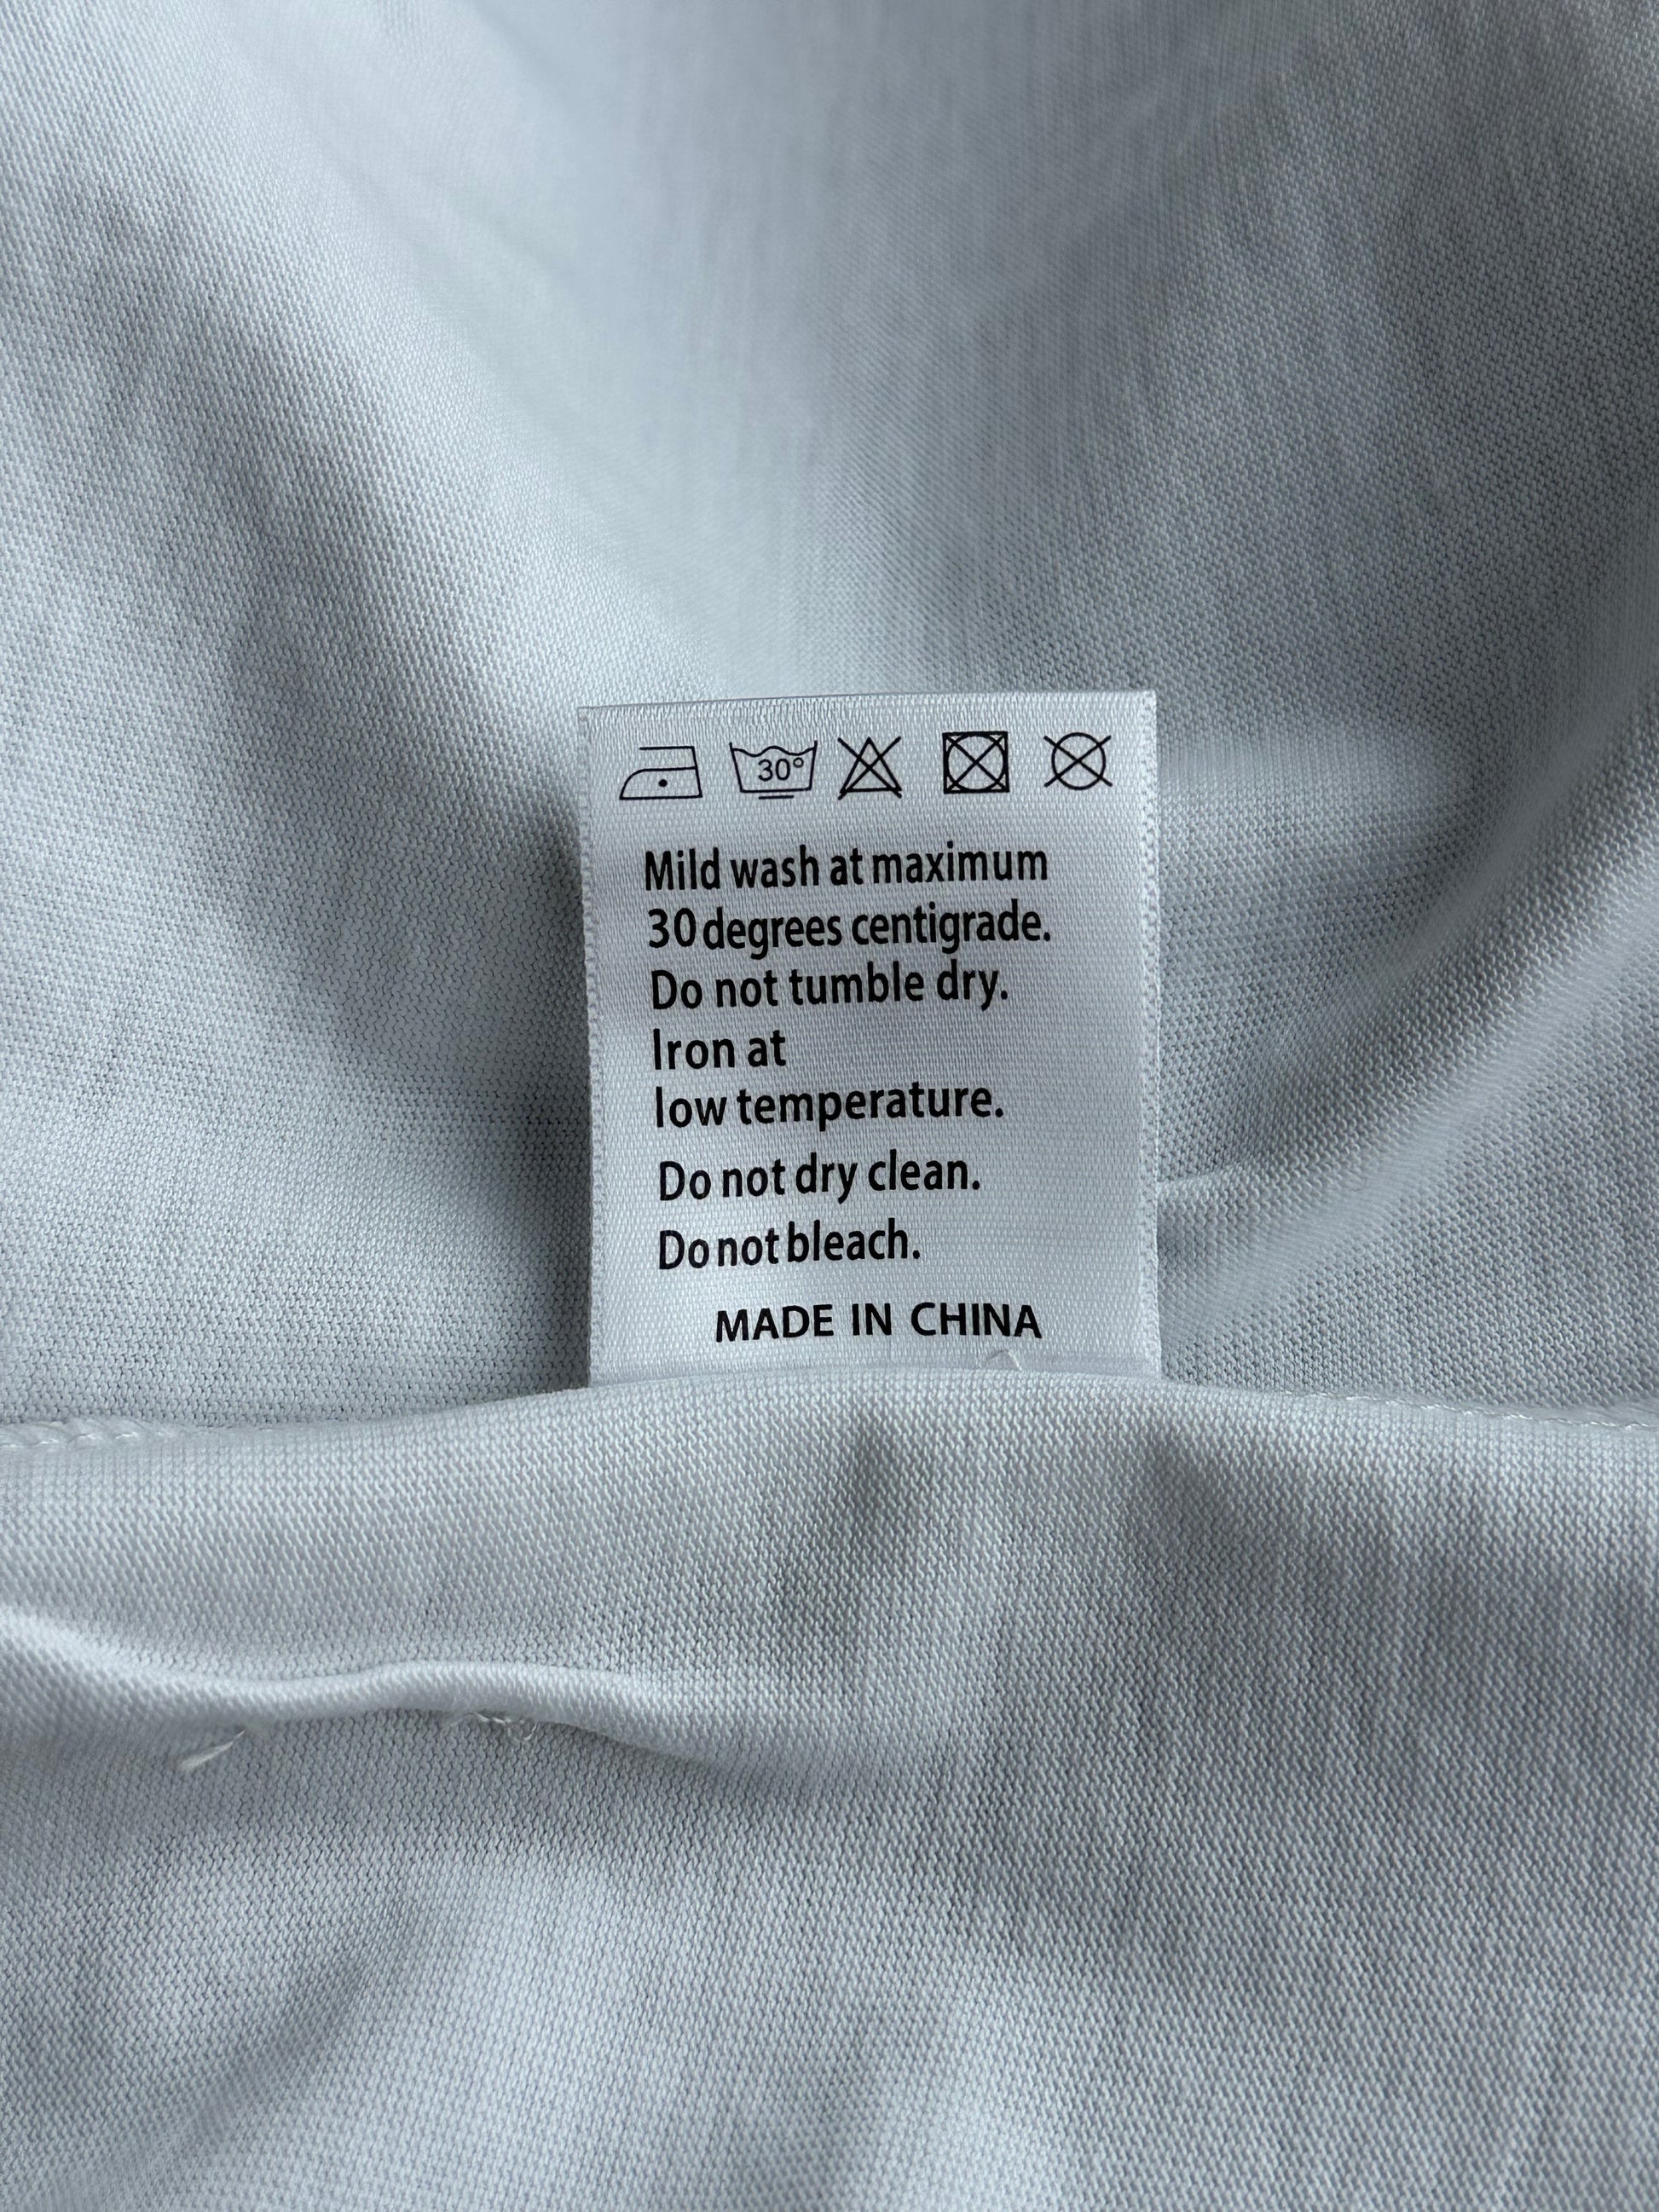 30°
Mild wash at maximum
30 degrees centigrade.
Do not tumble dry.
Iron at
low temperature.
Do not dry clean.
Do not bleach.
MADE IN CHINA